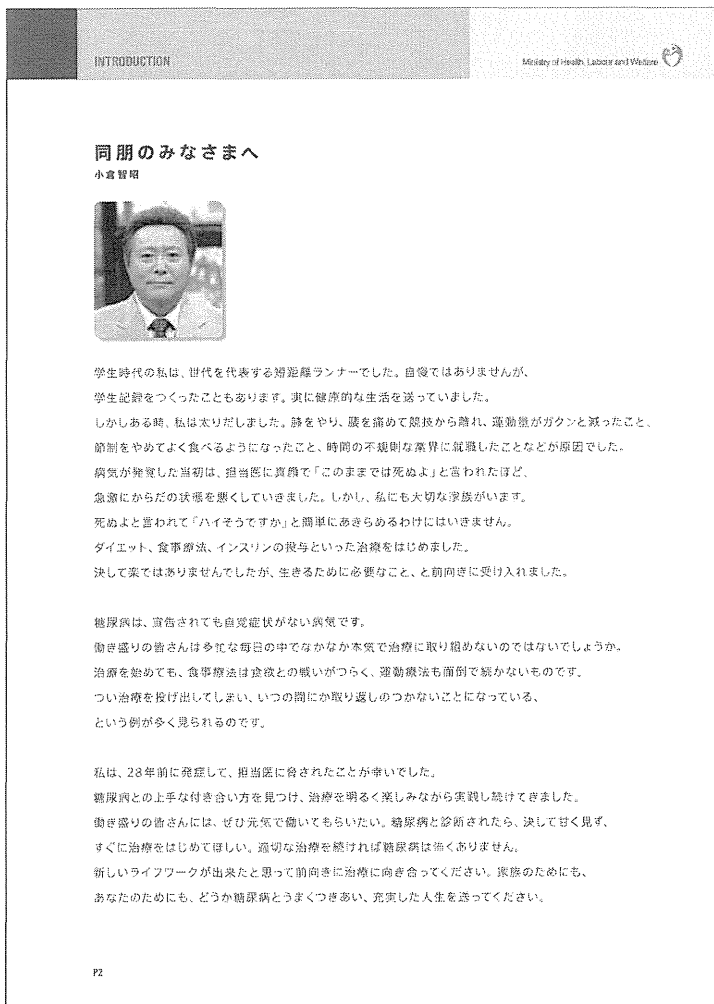 INTRODUCTION
Ministry of Health, Labour and Welfare
同朋のみなさまへ
小倉智昭
学生時代の私は、世代を代表する短距離ランナーでした。自慢ではありませんが、
学生記録をつくったこともあります。実に健康的な生活を送っていました。
しかしある時、私は太りだしました。膝をやり、腰を痛めて競技から離れ、運動量がガクンと減ったこと、
節制をやめてよく食べるようになったこと、時間の不規則な業界に就職したことなどが原因でした。
病気が発覚した当初は、担当医に真顔で「このままでは死ぬよ」と言われたほど、
急激にからだの状態を悪くしていきました。しかし、私にも大切な家族がいます。
死ぬよと言われて「ハイそうですか」と簡単にあきらめるわけにはいきません。
ダイエット、食事療法、インスリンの投与といった治療をはじめました。
決して楽ではありませんでしたが、生きるために必要なこと、と前向きに受け入れました。
糖尿病は、宣告されても自覚症状がない病気です。
働き盛りの皆さんは多忙な毎日の中でなかなか本気で治療に取り組めないのではないでしょうか。
治療を始めても、食事療法は食欲との戦いがつらく、運動療法も面倒で続かないものです。
つい治療を投げ出してしまい、いつの間にか取り返しのつかないことになっている、
という例が多く見られるのです。
私は、28年前に発症して、担当医に脅されたことが幸いでした。
糖尿病との上手な付き合い方を見つけ、治療を明るく楽しみながら実践し続けてきました。
働き盛りの皆さんには、ぜひ元気で働いてもらいたい。糖尿病と診断されたら、決して甘く見ず、
すぐに治療をはじめてほしい。適切な治療を続ければ糖尿病は怖くありません。
新しいライフワークが出来たと思って前向きに治療に向き合ってください。家族のためにも、
あなたのためにも、どうか糖尿病とうまくつきあい、充実した人生を送ってください。
P2